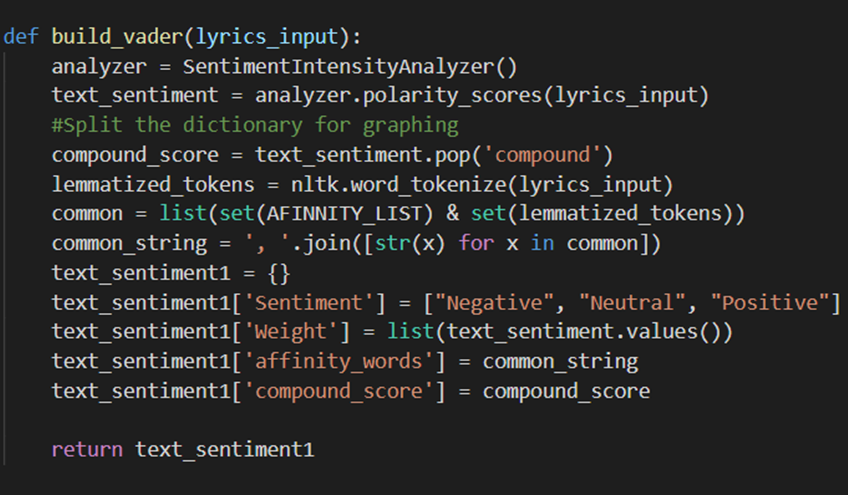 def build_vader(lyrics_input):
    analyzer = SentimentIntensityAnalyzer()
    text_sentiment = analyzer.polarity_scores(lyrics_input)
    #Split the dictionary for graphing
    compound_score = text_sentiment.pop('compound')
    lemmatized_tokens = nltk.word_tokenize(lyrics_input)
    common = list(set(AFINNITY_LIST) & set(lemmatized_tokens))
    common_string = ', '.join([str(x) for x in common])
    text_sentiment1 = {}
    text_sentiment1['Sentiment'] = ["Negative", "Neutral", "Positive"]
    text_sentiment1['Weight'] = list(text_sentiment.values())
    text_sentiment1['affinity_words'] = common_string
    text_sentiment1['compound_score'] = compound_score
    return text_sentiment1